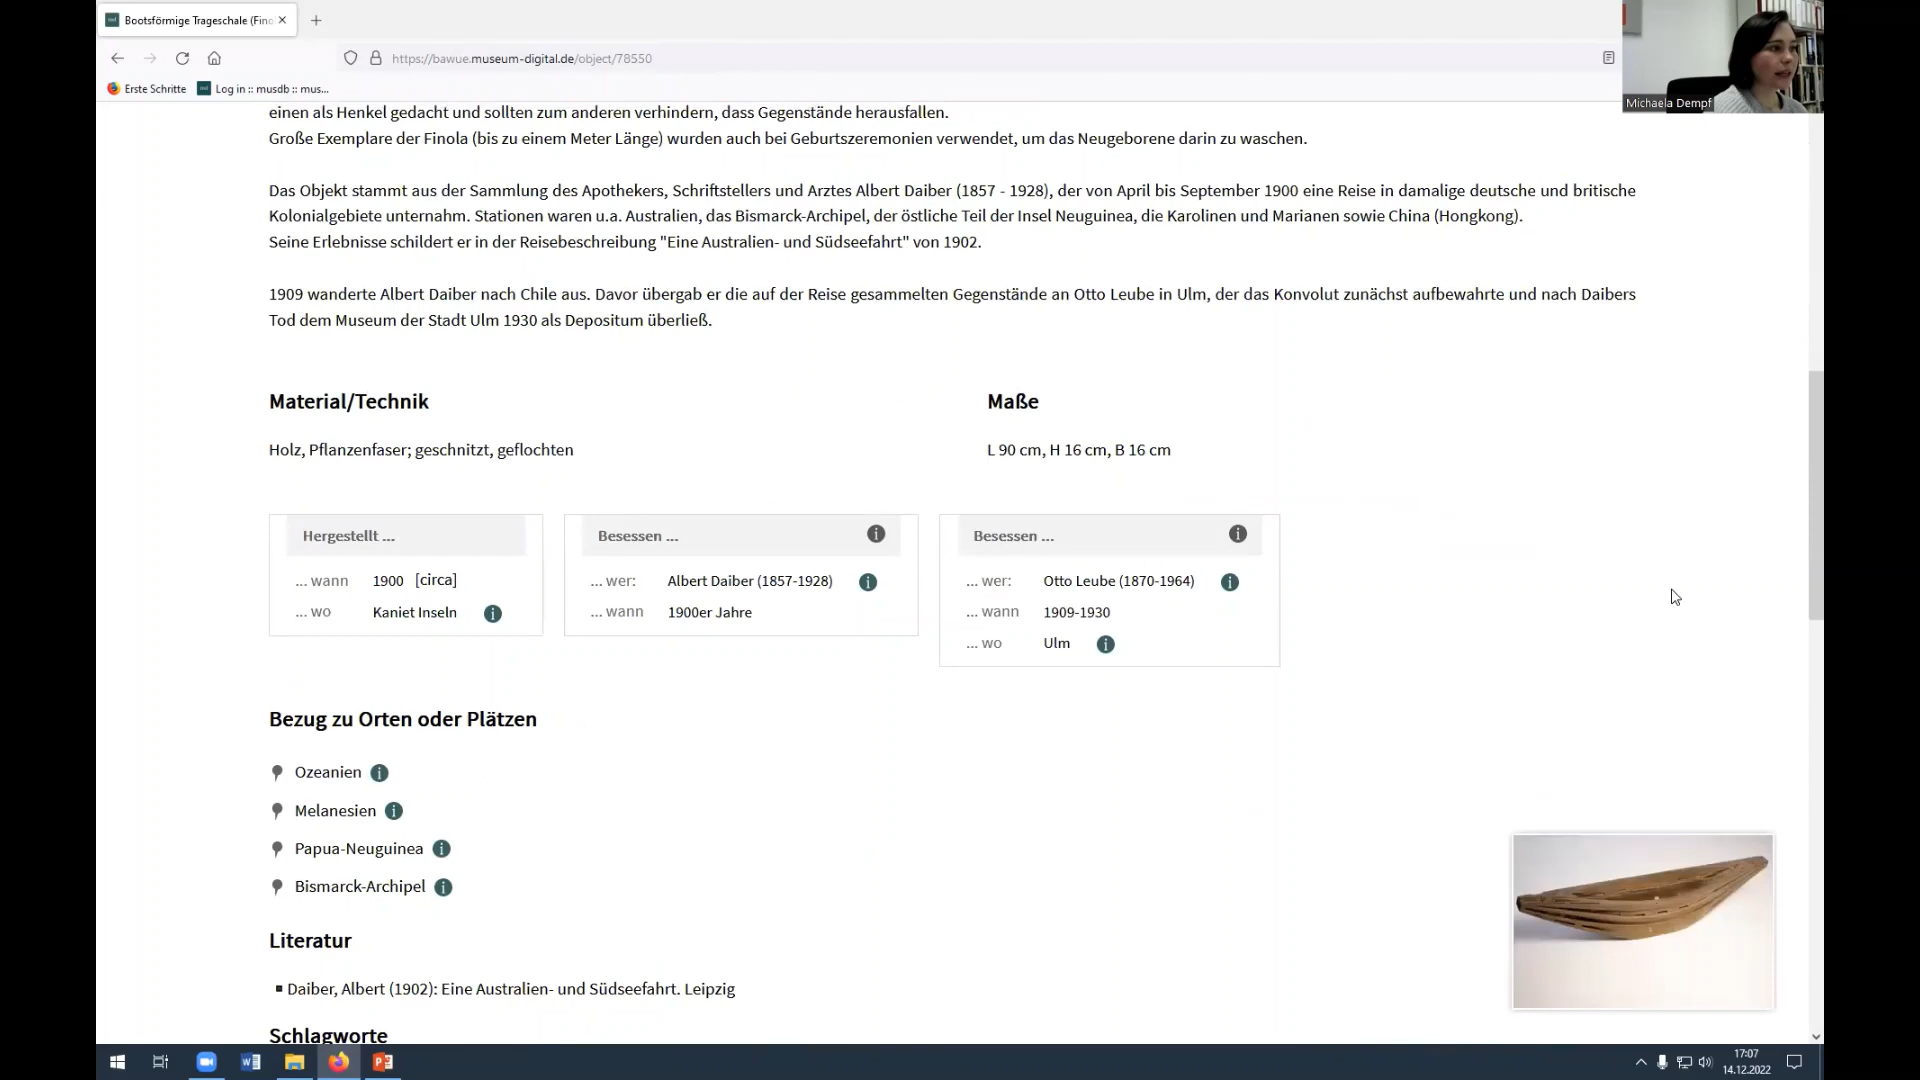 Bootsförmige Trageschale (Fino
https://bawue.museum-digital.de/object/78550
Erste Schritte
Log in :: musdb :: mus...
Michaela Dempf
einen als Henkel gedacht und sollten zum anderen verhindern, dass Gegenstände herausfallen.
Große Exemplare der Finola (bis zu einem Meter Länge) wurden auch bei Geburtszeremonien verwendet, um das Neugeborene darin zu waschen.
Das Objekt stammt aus der Sammlung des Apothekers, Schriftstellers und Arztes Albert Daiber (1857 - 1928), der von April bis September 1900 eine Reise in damalige deutsche und britische
Kolonialgebiete unternahm. Stationen waren u.a. Australien, das Bismarck-Archipel, der östliche Teil der Insel Neuguinea, die Karolinen und Marianen sowie China (Hongkong).
Seine Erlebnisse schildert er in der Reisebeschreibung "Eine Australien- und Südseefahrt" von 1902.
1909 wanderte Albert Daiber nach Chile aus. Davor übergab er die auf der Reise gesammelten Gegenstände an Otto Leube in Ulm, der das Konvolut zunächst aufbewahrte und nach Daibers
Tod dem Museum der Stadt Ulm 1930 als Depositum überließ.
Material/Technik
Holz, Pflanzenfaser; geschnitzt, geflochten
Maße
L 90 cm, H 16 cm, B 16 cm
Hergestellt ...
... wann 1900 [circa]
... wo Kaniet Inseln
Besessen ...
... wer: Albert Daiber (1857-1928)
... wann 1900er Jahre
Besessen ...
... wer: Otto Leube (1870-1964)
... wann 1909-1930
... wo Ulm
Bezug zu Orten oder Plätzen
Ozeanien
Melanesien
Papua-Neuguinea
Bismarck-Archipel
Literatur
Daiber, Albert (1902): Eine Australien- und Südseefahrt. Leipzig
Schlagworte
17:07
14.12.2022